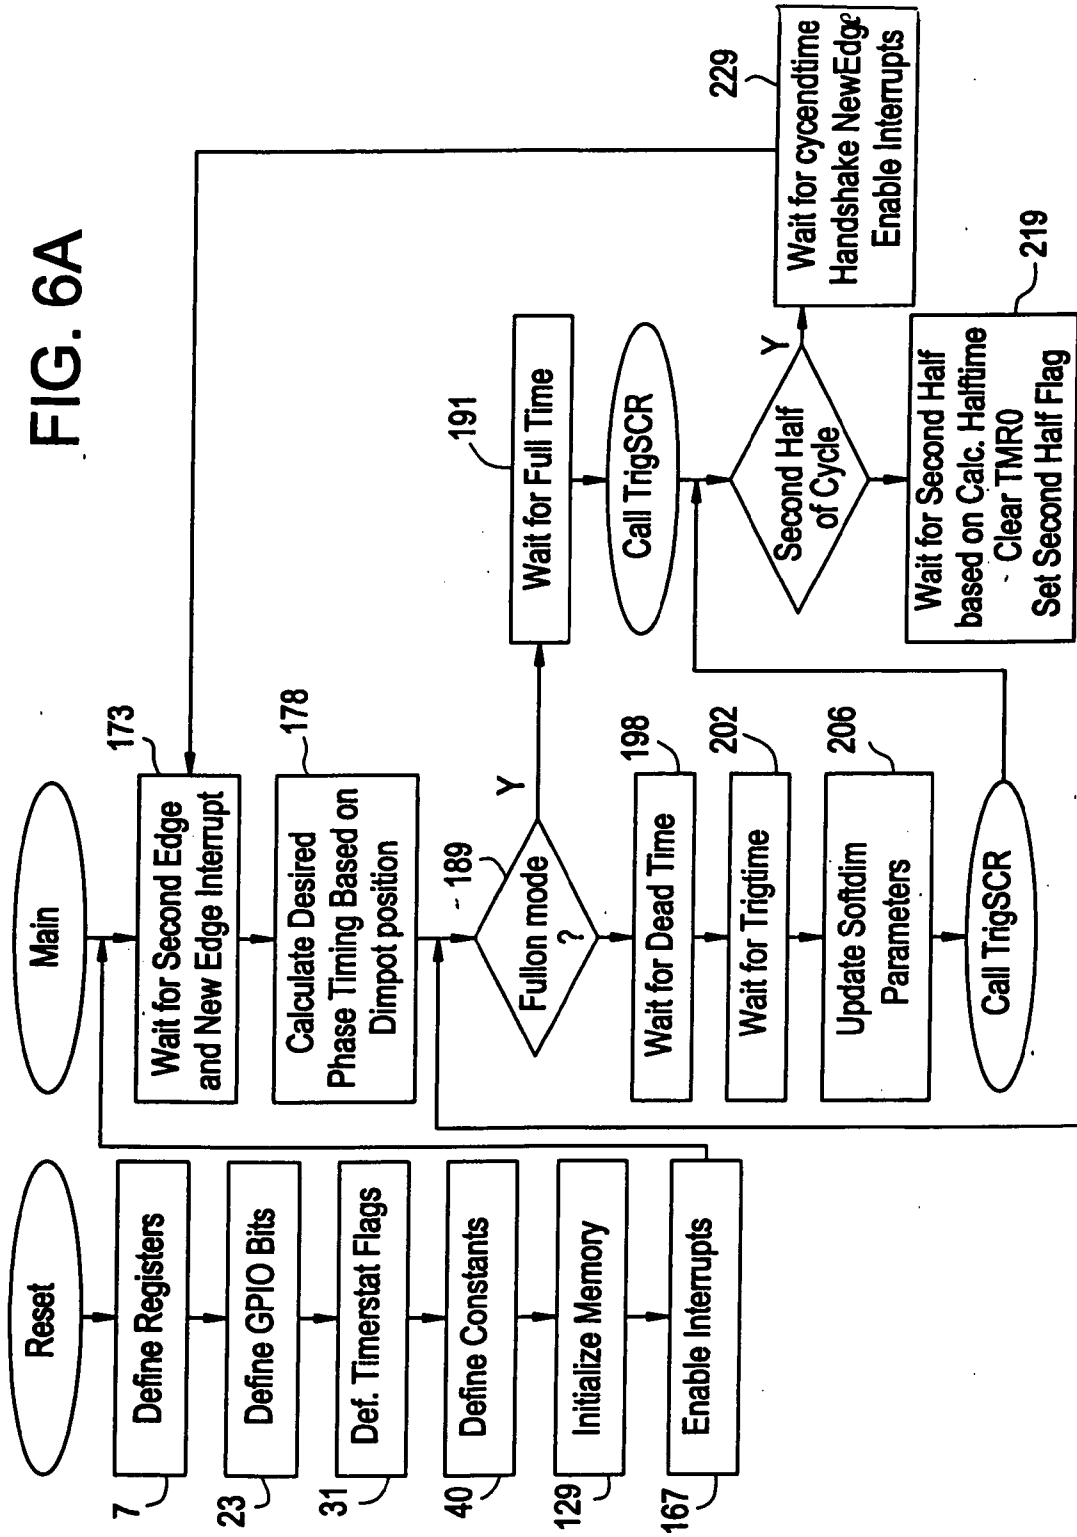 FIG. 6A
Reset
Define Registers
7
Define GPIO Bits
23
Def. Timerstat Flags
31
Define Constants
40
Initialize Memory
129
Enable Interrupts
167
Main
173
Wait for Second Edge
and New Edge Interrupt
178
Calculate Desired
Phase Timing Based on
Dimpot position
189
Fullon mode
?
Y
198
Wait for Dead Time
202
Wait for Trigtime
206
Update Softdim
Parameters
Call TrigSCR
191
Wait for Full Time
Call TrigSCR
Second Half
of Cycle
Y
229
Wait for cycendtime
Handshake NewEdge
Enable Interrupts
219
Wait for Second Half
based on Calc. Halftime
Clear TMR0
Set Second Half Flag